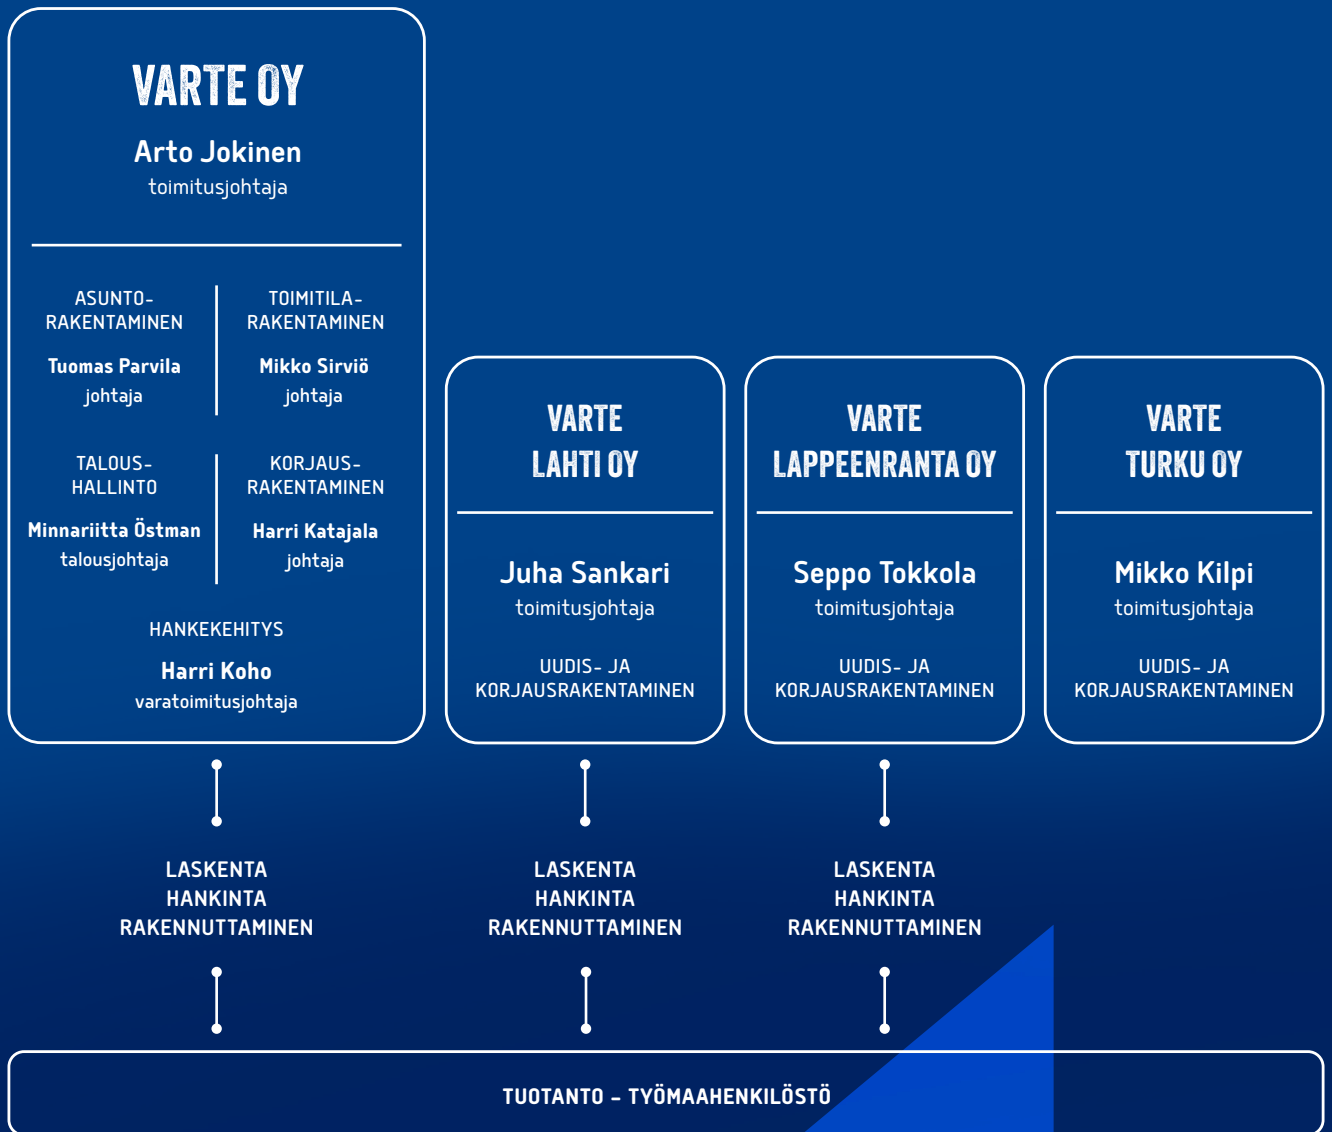 VARTE OY
Arto Jokinen
toimitusjohtaja
ASUNTO-
RAKENTAMINEN
Tuomas Parvila
johtaja
TOIMITILA-
RAKENTAMINEN
Mikko Sirviö
johtaja
TALOUS-
HALLINTO
Minnariitta Östman
talousjohtaja
KORJAUS-
RAKENTAMINEN
Harri Katajala
johtaja
HANKEKEHITYS
Harri Koho
varatoimitusjohtaja
VARTE
LAHTI OY
Juha Sankari
toimitusjohtaja
UUDIS- JA
KORJAUSRAKENTAMINEN
VARTE
LAPPEENRANTA OY
Seppo Tokkola
toimitusjohtaja
UUDIS- JA
KORJAUSRAKENTAMINEN
VARTE
TURKU OY
Mikko Kilpi
toimitusjohtaja
UUDIS- JA
KORJAUSRAKENTAMINEN
LASKENTA
HANKINTA
RAKENNUTTAMINEN
LASKENTA
HANKINTA
RAKENNUTTAMINEN
LASKENTA
HANKINTA
RAKENNUTTAMINEN
TUOTANTO – TYÖMAAHENKILÖSTÖ